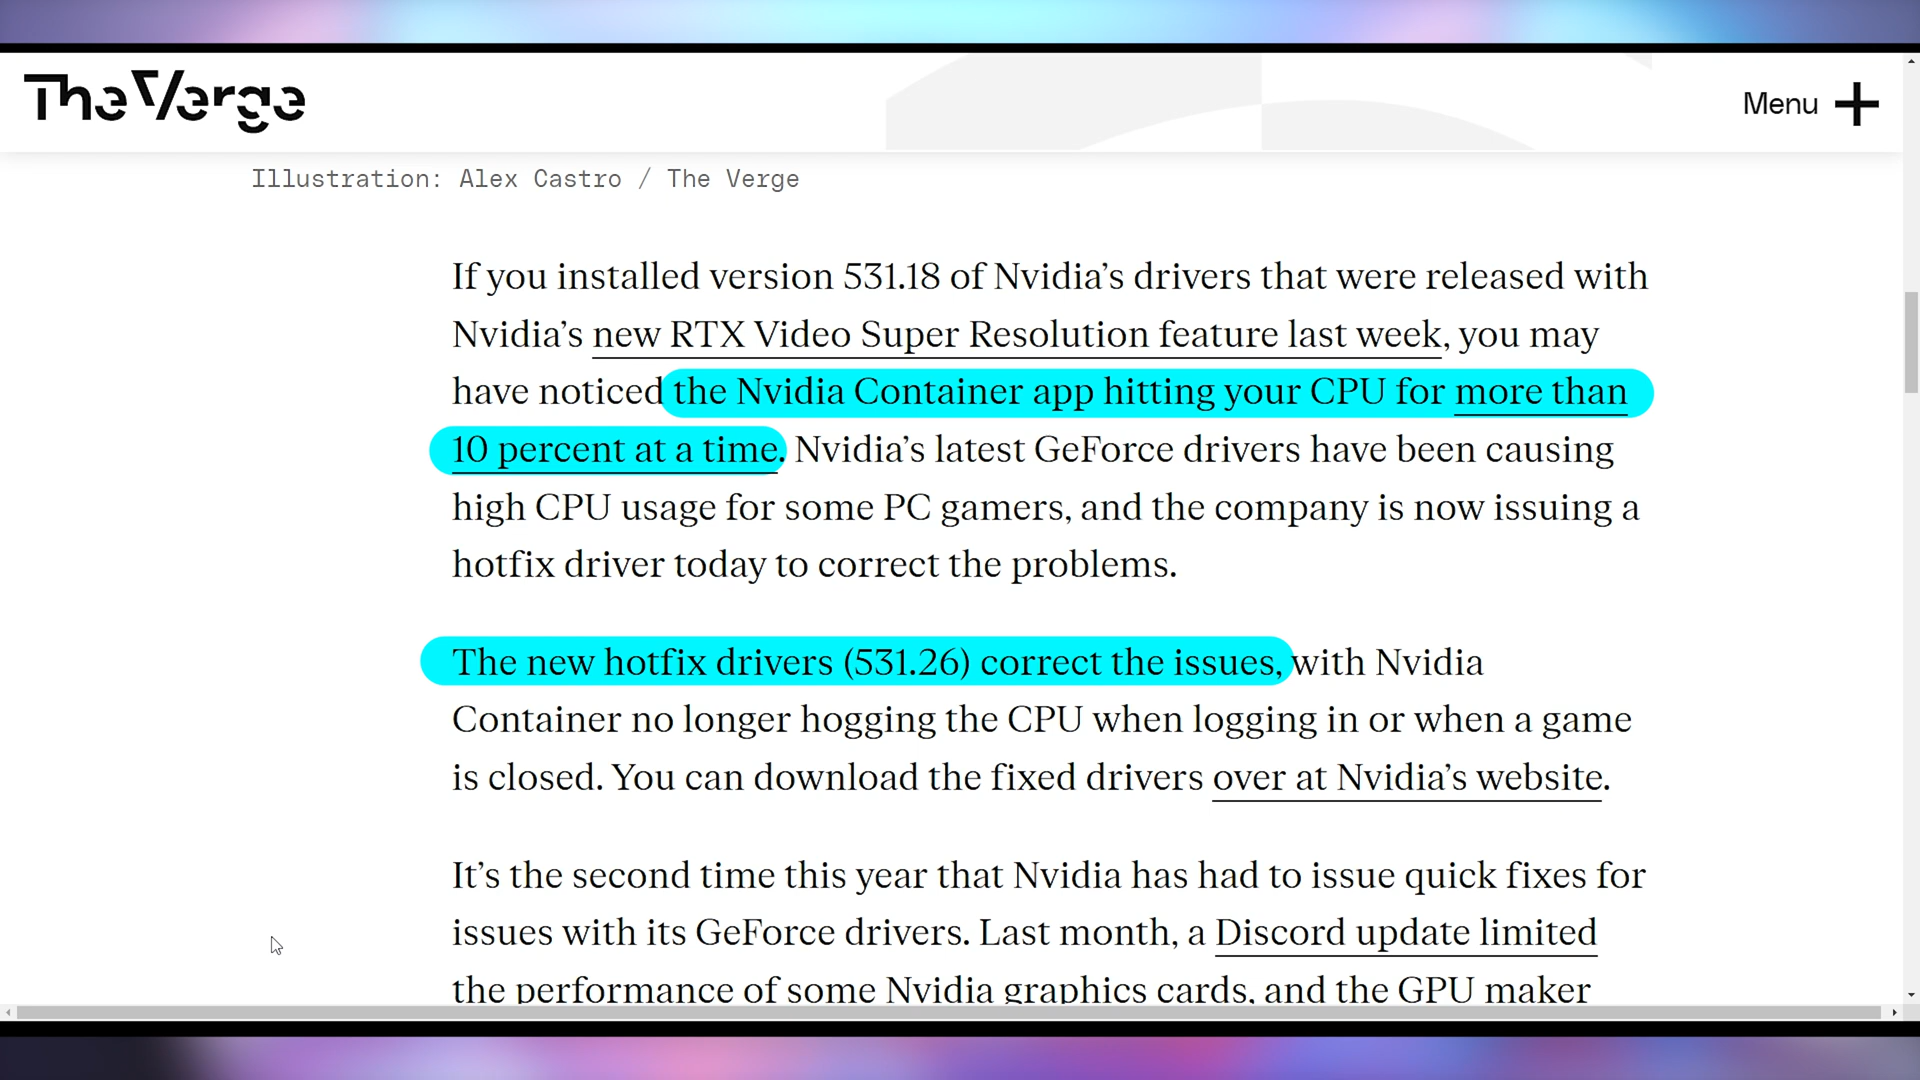 The Verge
Menu
Illustration: Alex Castro / The Verge
If you installed version 531.18 of Nvidia’s drivers that were released with
Nvidia’s new RTX Video Super Resolution feature last week, you may
have noticed the Nvidia Container app hitting your CPU for more than
10 percent at a time. Nvidia’s latest GeForce drivers have been causing
high CPU usage for some PC gamers, and the company is now issuing a
hotfix driver today to correct the problems.
The new hotfix drivers (531.26) correct the issues, with Nvidia
Container no longer hogging the CPU when logging in or when a game
is closed. You can download the fixed drivers over at Nvidia’s website.
It’s the second time this year that Nvidia has had to issue quick fixes for
issues with its GeForce drivers. Last month, a Discord update limited
the performance of some Nvidia graphics cards, and the GPU maker